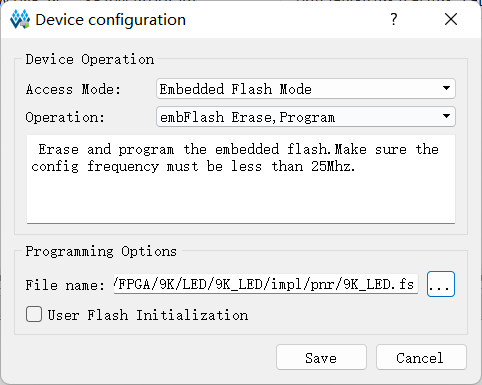 Device configuration
Device Operation
Access Mode: Embedded Flash Mode
Operation: embFlash Erase,Program
Erase and program the embedded flash.Make sure the
config frequency must be less than 25Mhz.
Programming Options
File name: /FPGA/9K/LED/9K_LED/impl/pnr/9K_LED.fs ...
User Flash Initialization
Save Cancel